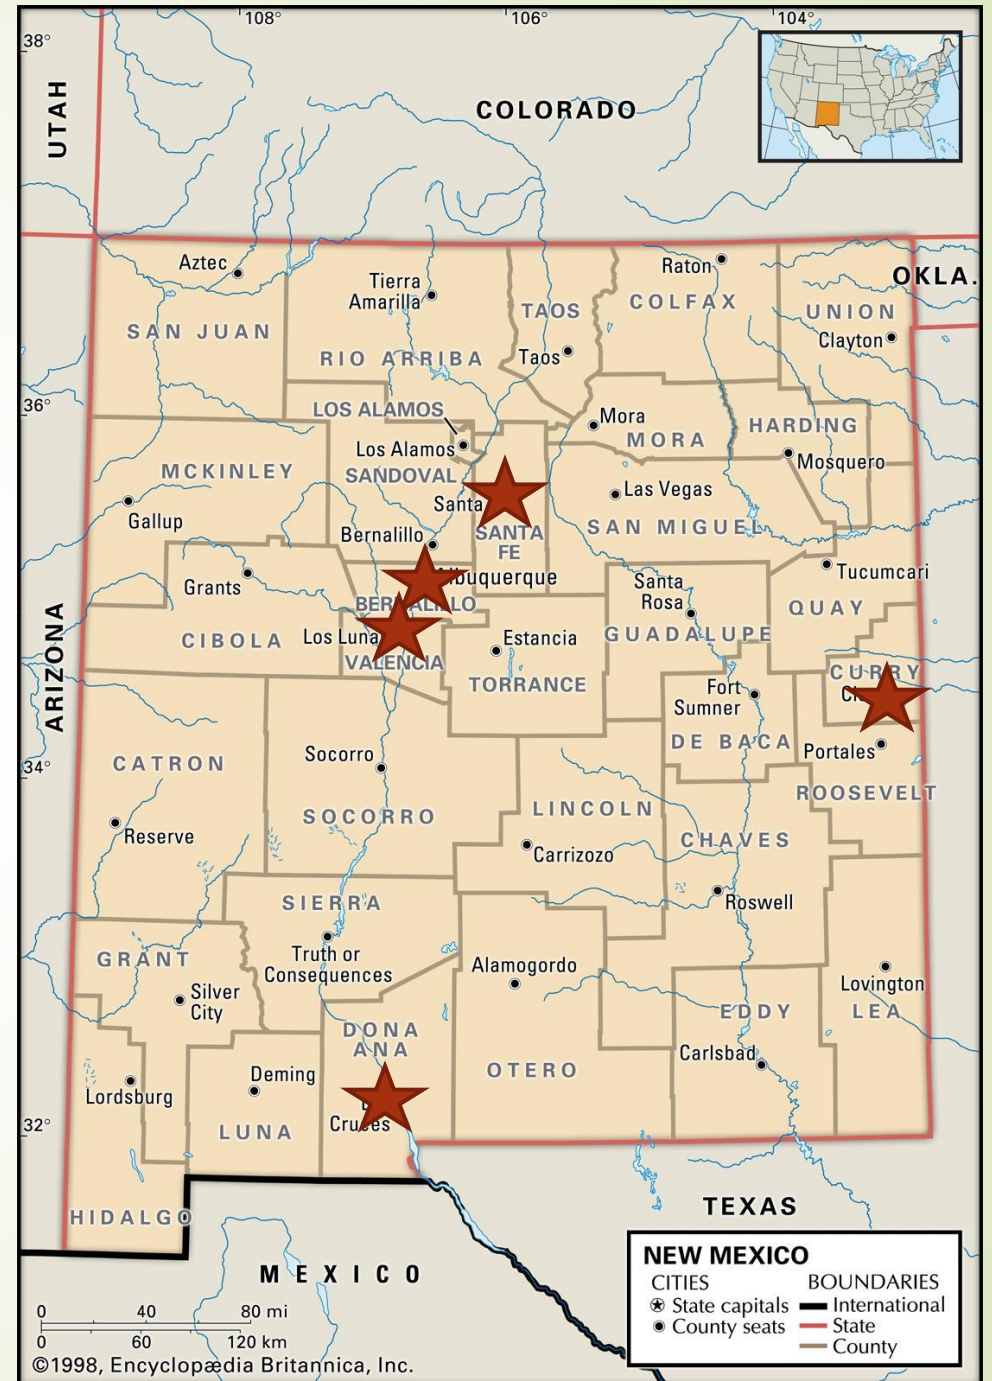 108°
106°
104°
38°
UTAH
COLORADO
Aztec
Tierra
Amarilla
Raton
OKLA.
SAN JUAN
TAOS
COLFAX
UNION
Taos
Clayton
RIO ARRIBA
36°
LOS ALAMOS
Mora
MORA
HARDING
Los Alamos
Mosquero
MCKINLEY
SANDOVAL
Gallup
Santa
Las Vegas
SANTA
FE
SAN MIGUEL
Bernalillo
Albuquerque
Tucumcari
Grants
Santa
Rosa
BERNALILLO
QUAY
ARIZONA
CIBOLA
Los Luna
Estancia
GUADALUPE
VALENCIA
TORRANCE
CURRY
Fort
Sumner
DE BACA
Portales
34°
CATRON
Socorro
ROOSEVELT
SOCORRO
LINCOLN
Reserve
Carrizozo
CHAVES
SIERRA
Roswell
GRANT
Truth or
Consequences
Alamogordo
Silver
City
Lovington
EDDY
LEA
DONA
ANA
Carlsbad
Lordsburg
Deming
OTERO
32°
LUNA
Cruces
HIDALGO
TEXAS
MEXICO
NEW MEXICO
CITIES
State capitals
County seats
BOUNDARIES
International
State
County
0 40 80 mi
0 60 120 km
©1998, Encyclopædia Britannica, Inc.